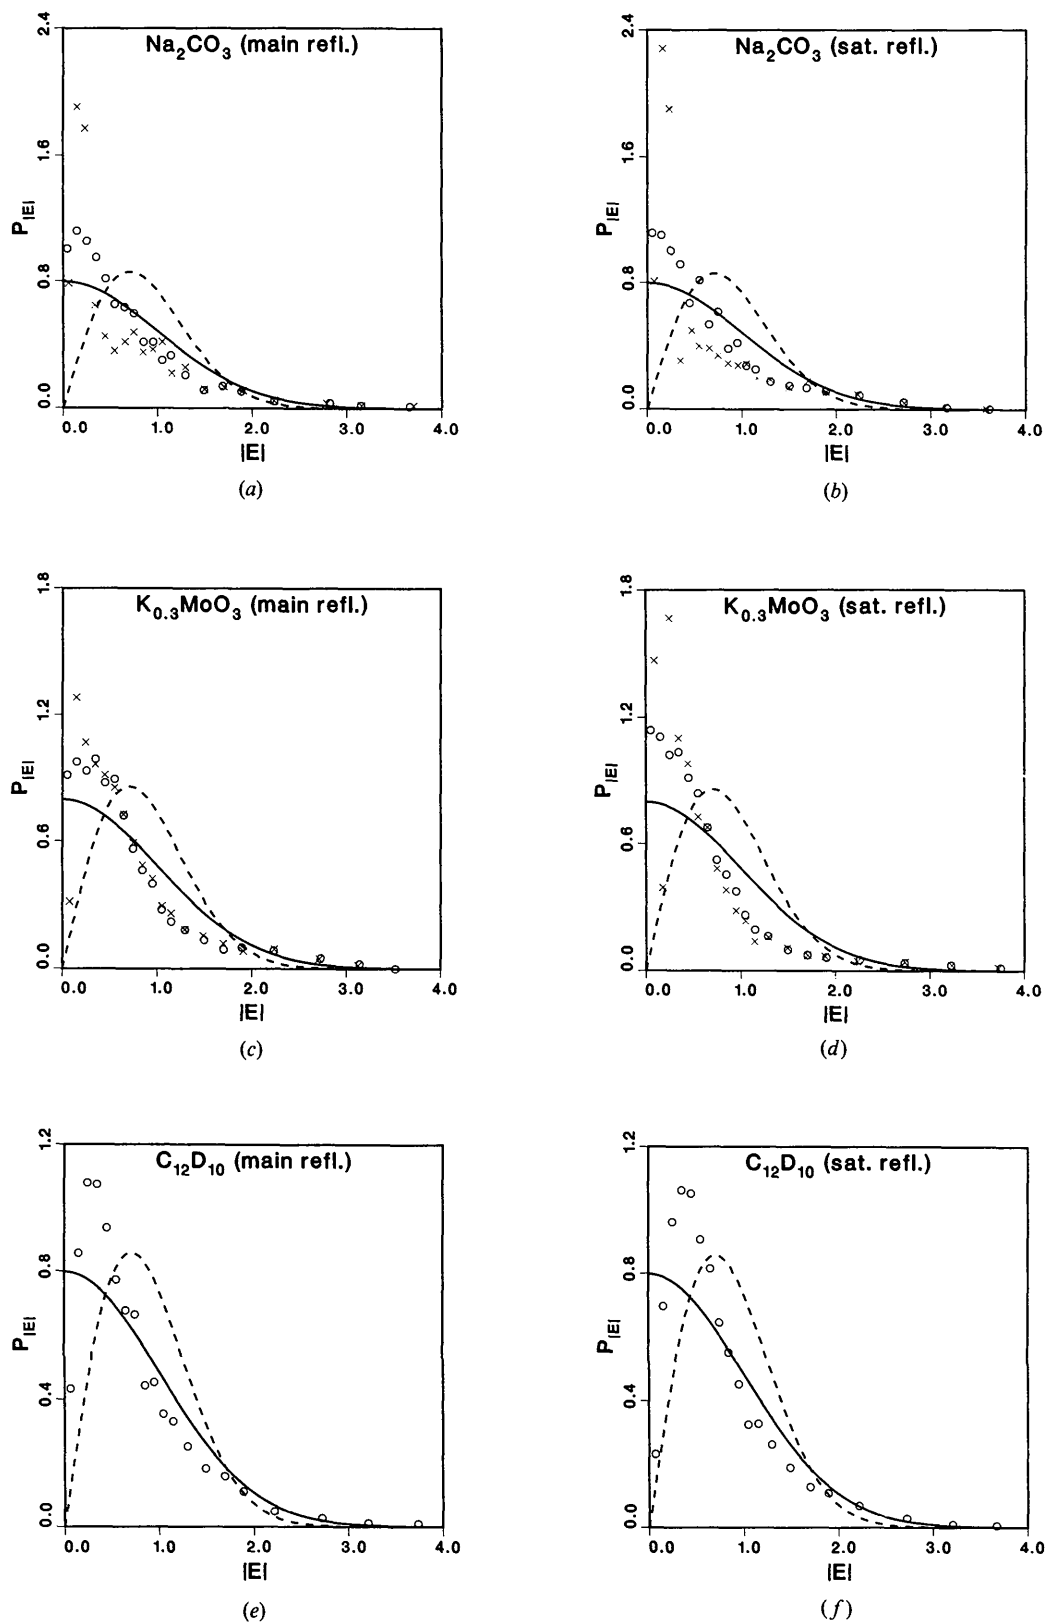 2.4
Na2CO3 (main refl.)
1.6
P|E|
0.8
0.0
0.0 1.0 2.0 3.0 4.0
|E|
(a)
2.4
Na2CO3 (sat. refl.)
1.6
P|E|
0.8
0.0
0.0 1.0 2.0 3.0 4.0
|E|
(b)
1.8
K0.3MoO3 (main refl.)
1.2
P|E|
0.6
0.0
0.0 1.0 2.0 3.0 4.0
|E|
(c)
1.8
K0.3MoO3 (sat. refl.)
1.2
P|E|
0.6
0.0
0.0 1.0 2.0 3.0 4.0
|E|
(d)
1.2
C12D10 (main refl.)
0.8
P|E|
0.4
0.0
0.0 1.0 2.0 3.0 4.0
|E|
(e)
1.2
C12D10 (sat. refl.)
0.8
P|E|
0.4
0.0
0.0 1.0 2.0 3.0 4.0
|E|
(f)